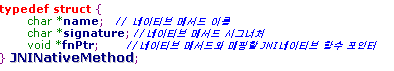 typedef struct {
char *name; // 네이티브 메서드 이름
char *signature; // 네이티브 메서드 시그너처
void *fnPtr; // 네이티브 메서드와 매핑할 JNI네이티브 함수 포인터
} JNINativeMethod;